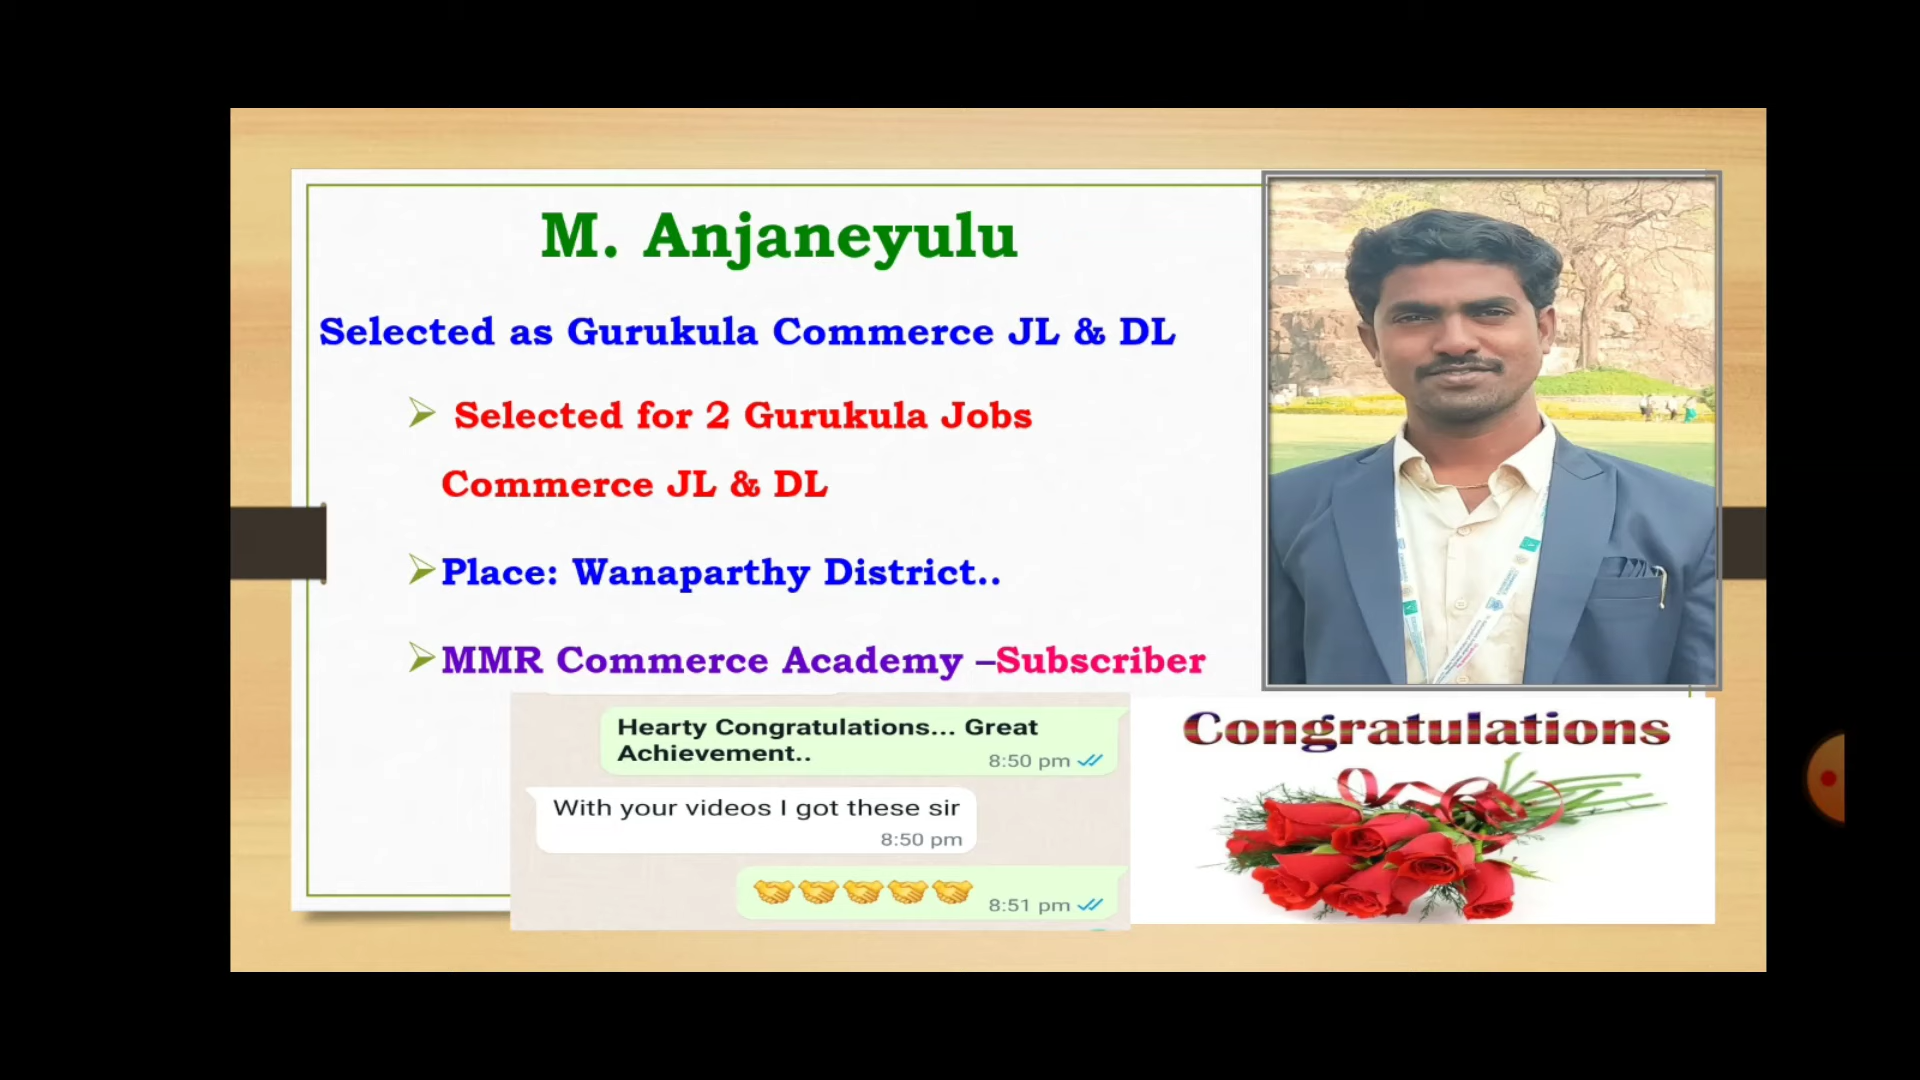 M. Anjaneyulu
Selected as Gurukula Commerce JL & DL
Selected for 2 Gurukula Jobs
Commerce JL & DL
Place: Wanaparthy District..
MMR Commerce Academy –Subscriber
Hearty Congratulations... Great
Achievement..
8:50 pm
With your videos I got these sir
8:50 pm
8:51 pm
Congratulations